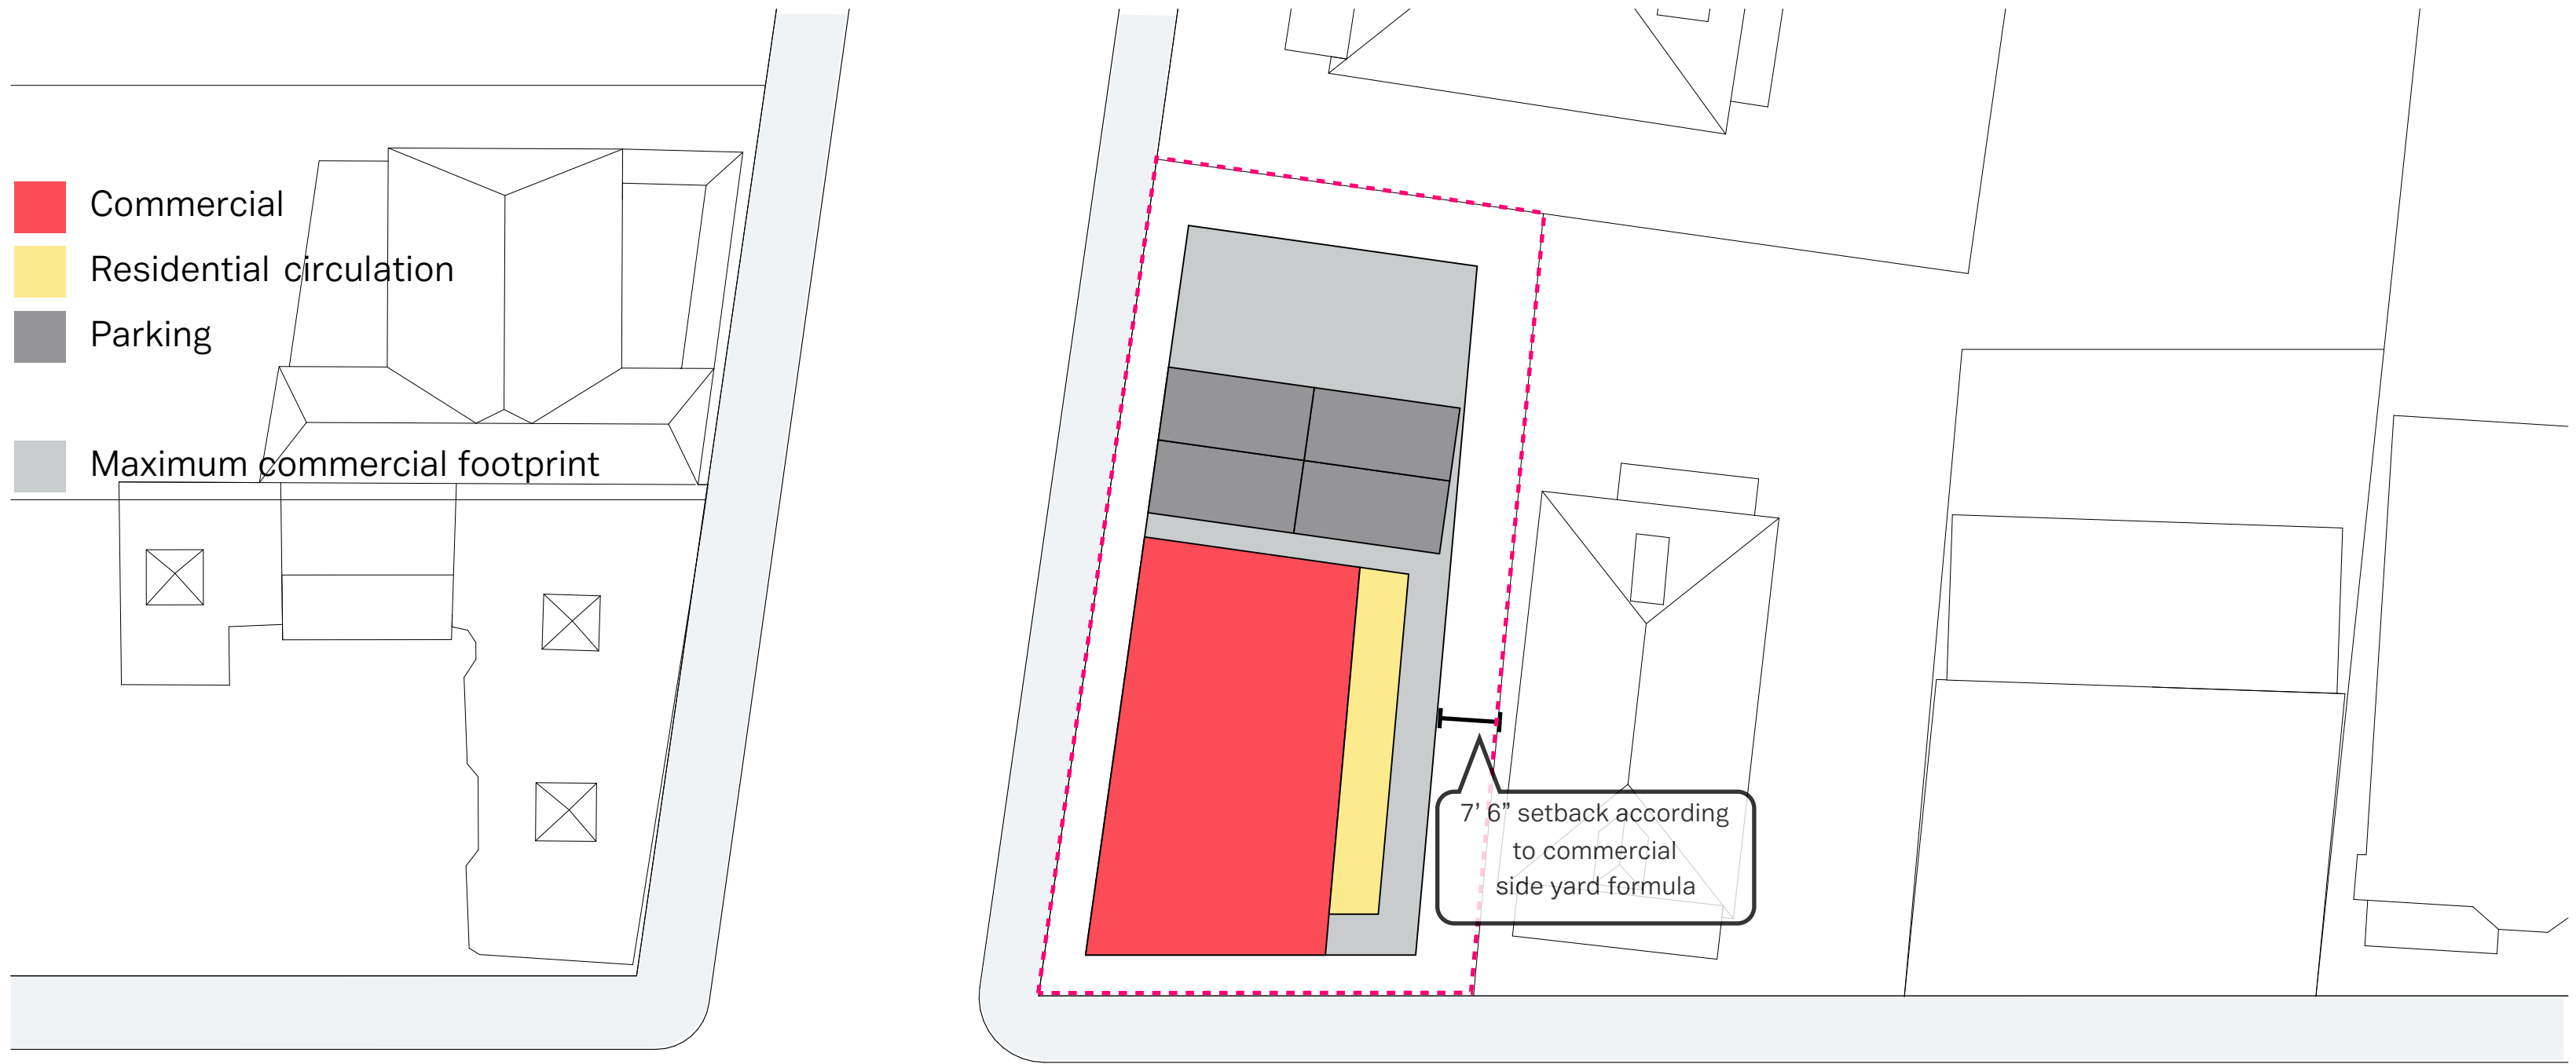 Commercial
Residential circulation
Parking
Maximum commercial footprint
7’ 6” setback according
to commercial
side yard formula